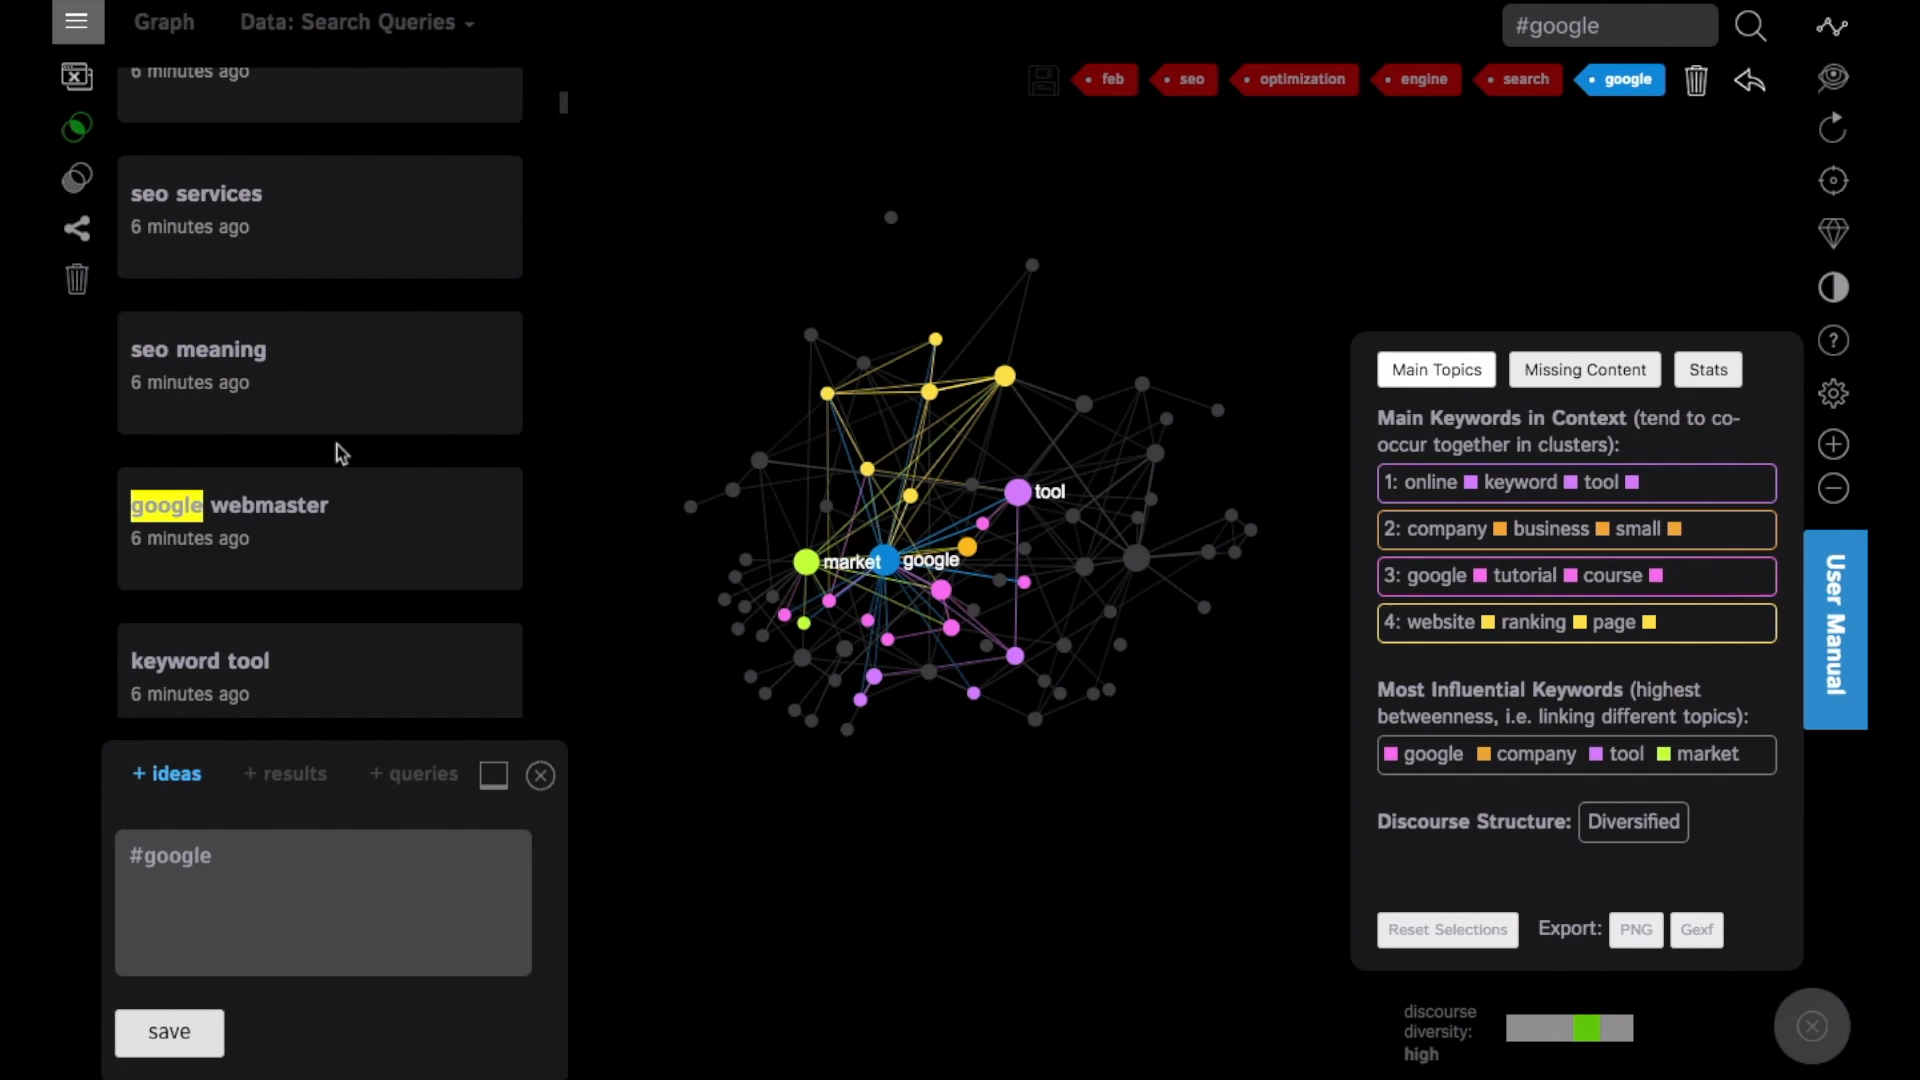 Graph
Data: Search Queries
#google
6 minutes ago
feb
seo
optimization
engine
search
google
seo services
6 minutes ago
seo meaning
6 minutes ago
google webmaster
6 minutes ago
keyword tool
6 minutes ago
+ ideas
+ results
+ queries
#google
save
tool
market
google
Main Topics
Missing Content
Stats
Main Keywords in Context (tend to co-
occur together in clusters):
1: online keyword tool
2: company business small
3: google tutorial course
4: website ranking page
Most Influential Keywords (highest
betweenness, i.e. linking different topics):
google company tool market
Discourse Structure: Diversified
Reset Selections
Export: PNG Gexf
User Manual
discourse
diversity:
high